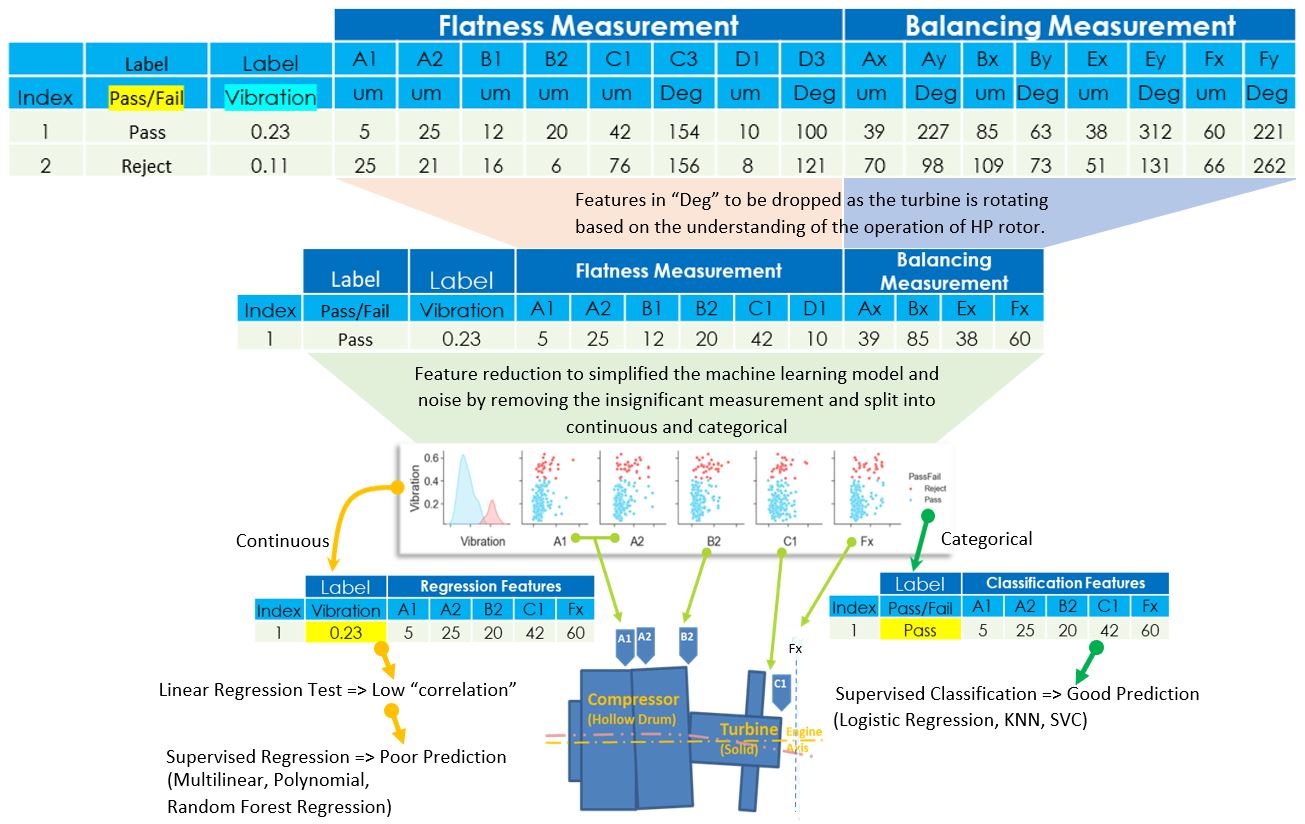 Flatness Measurement Balancing Measurement
Label Label A1 A2 B1 B2 C1 C3 D1 D3 Ax Ay Bx By Ex Ey Fx Fy
Index Pass/Fail Vibration um um um um um Deg um Deg um Deg um Deg um Deg um Deg
1 Pass 0.23 5 25 12 20 42 154 10 100 39 227 85 63 38 312 60 221
2 Reject 0.11 25 21 16 6 76 156 8 121 70 98 109 73 51 131 66 262
Features in “Deg” to be dropped as the turbine is rotating
based on the understanding of the operation of HP rotor.
Label Label Flatness Measurement Balancing
Measurement
Index Pass/Fail Vibration A1 A2 B1 B2 C1 D1 Ax Bx Ex Fx
1 Pass 0.23 5 25 12 20 42 10 39 85 38 60
Feature reduction to simplified the machine learning model and
noise by removing the insignificant measurement and split into
continuous and categorical
Vibration
0.6
0.4
0.2
PassFail
Reject
Pass
Vibration A1 A2 B2 C1 Fx
Continuous
Categorical
Label Regression Features
Index Vibration A1 A2 B2 C1 Fx
1 0.23 5 25 20 42 60
Label Classification Features
Index Pass/Fail A1 A2 B2 C1 Fx
1 Pass 5 25 20 42 60
A1 A2 B2 Fx
C1
Compressor
(Hollow Drum)
Turbine
(Solid)
Engine
Axis
Linear Regression Test => Low “correlation”
Supervised Regression => Poor Prediction
(Multilinear, Polynomial,
Random Forest Regression)
Supervised Classification => Good Prediction
(Logistic Regression, KNN, SVC)